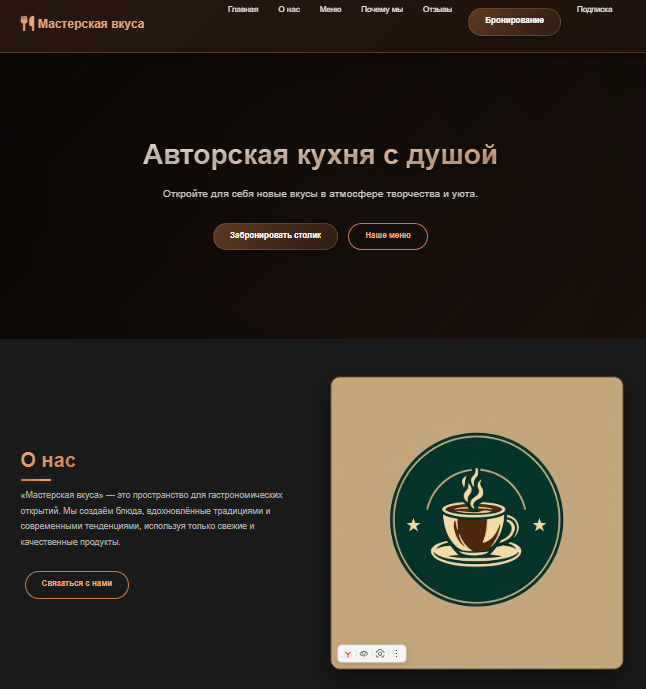 Мастерская вкуса
Главная О нас Меню Почему мы Отзывы Бронирование Подписка
Авторская кухня с душой
Откройте для себя новые вкусы в атмосфере творчества и уюта.
Забронировать столик Наше меню
О нас
«Мастерская вкуса» — это пространство для гастрономических
открытий. Мы создаём блюда, вдохновлённые традициями и
современными тенденциями, используя только свежие и
качественные продукты.
Связаться с нами